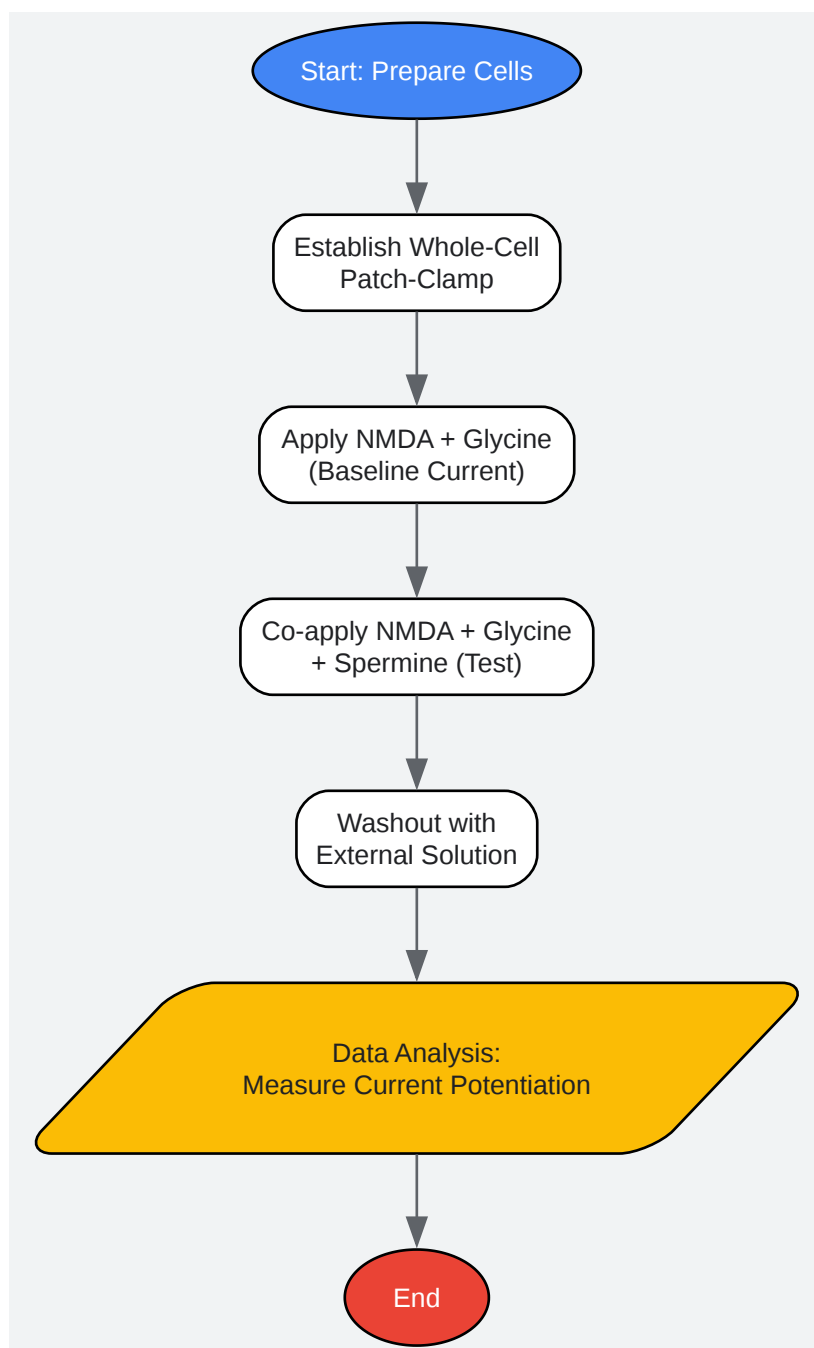 Start: Prepare Cells
Establish Whole-Cell
Patch-Clamp
Apply NMDA + Glycine
(Baseline Current)
Co-apply NMDA + Glycine
+ Spermine (Test)
Washout with
External Solution
Data Analysis:
Measure Current Potentiation
End